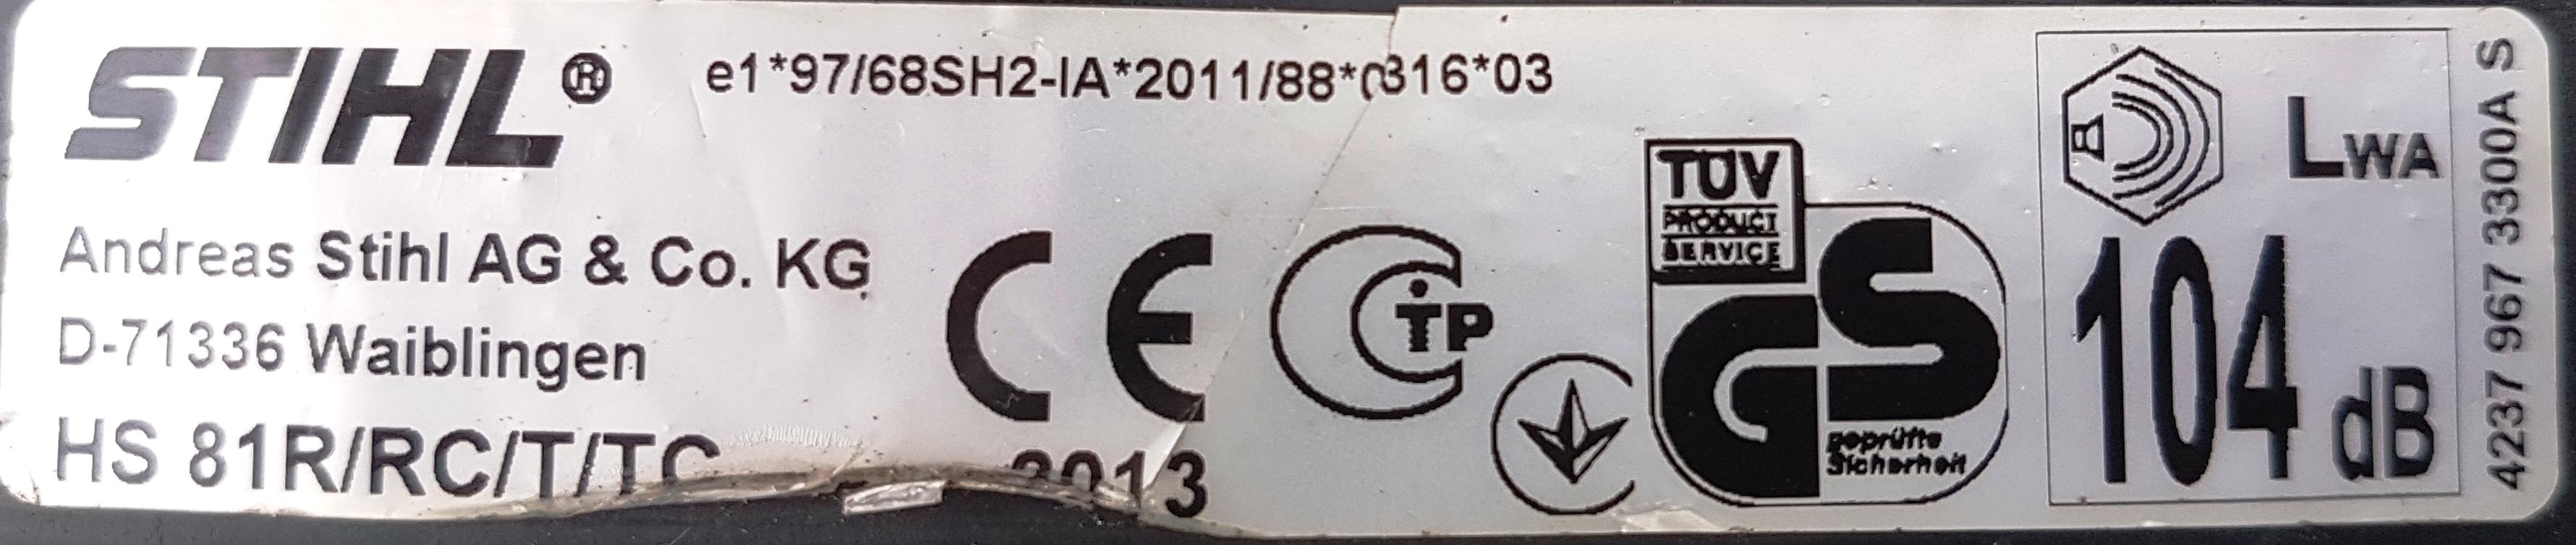 STIHL®
e1*97/68SH2-IA*2011/88*0316*03
Andreas Stihl AG & Co. KG
D-71336 Waiblingen
HS 81R/RC/T/TC
CE
2013
TP
TÜV
PRODUCT
SERVICE
GS
geprüfte
Sicherheit
LWA
104 dB
4237 967 3300A S